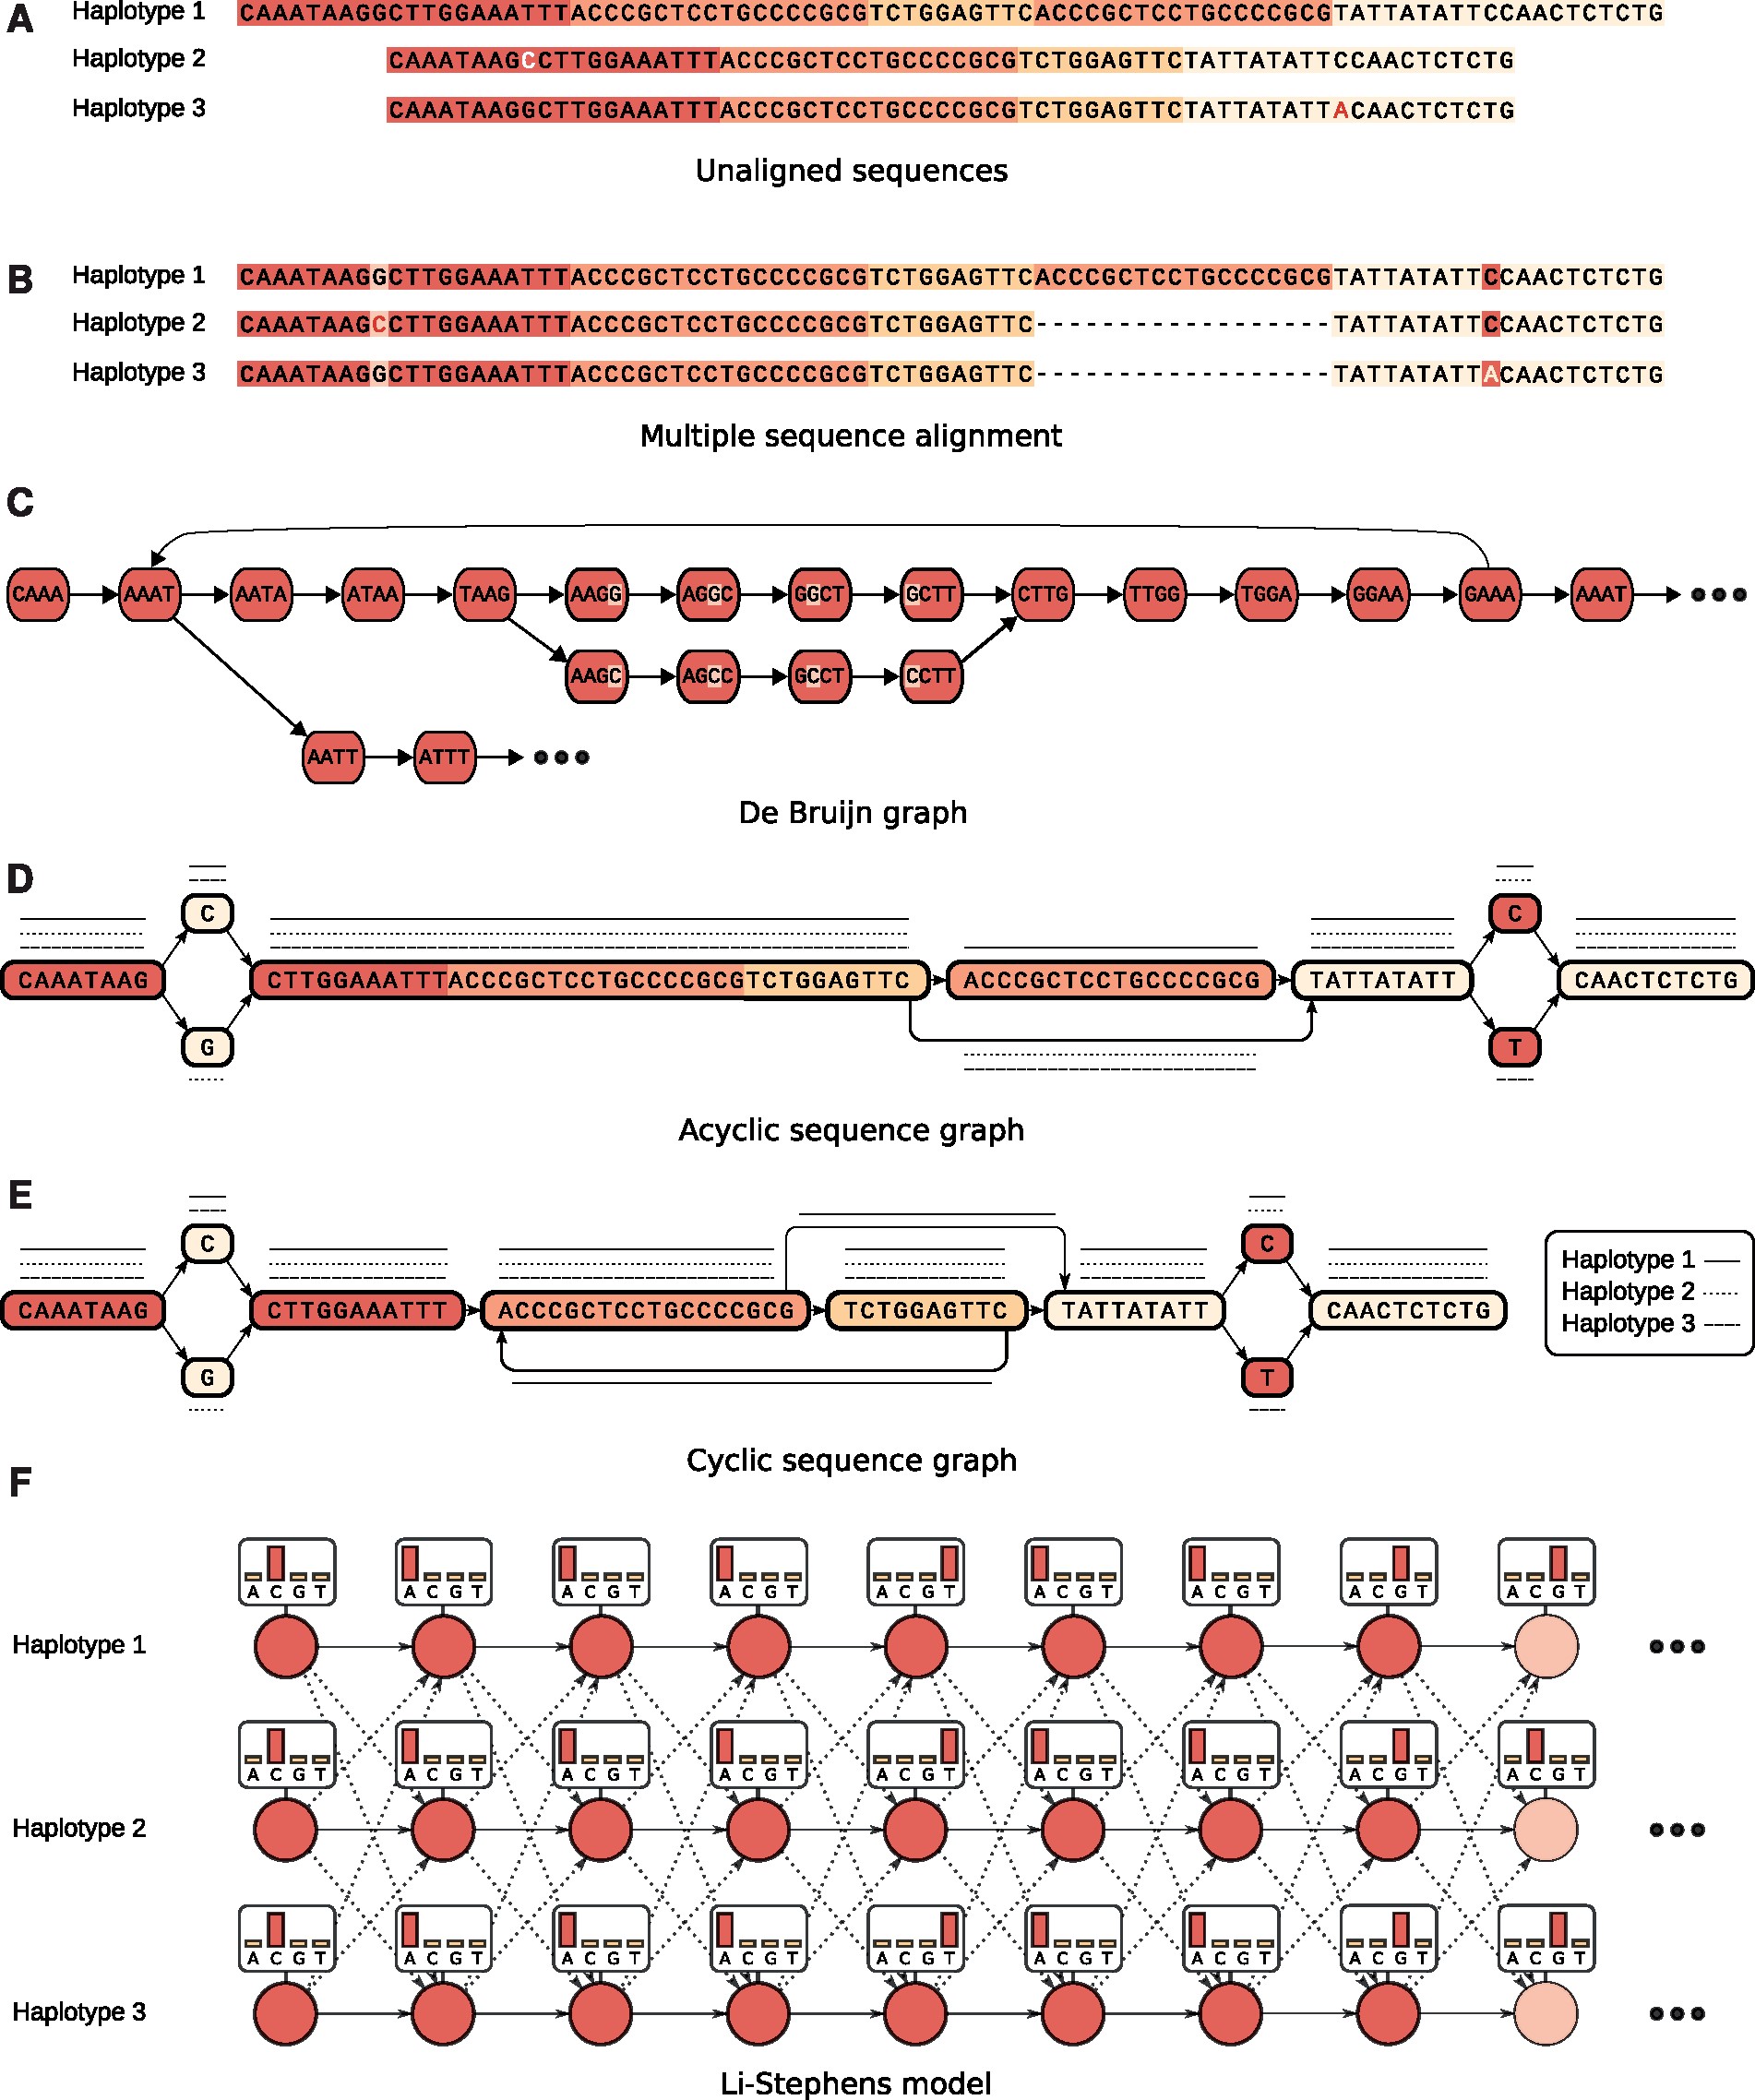 A
Haplotype 1 CAAATAAGGCTTGGAAATTTACCCGCTCCTGCCCCGCGTCTGGAGTTCACCCGCTCCTGCCCCGCGTATTATATTCCAACTCTCTG
Haplotype 2 CAAATAAGCCTTGGAAATTTACCCGCTCCTGCCCCGCGTCTGGAGTTCTATTATATTCCAACTCTCTG
Haplotype 3 CAAATAAGGCTTGGAAATTTACCCGCTCCTGCCCCGCGTCTGGAGTTCTATTATATTACAACTCTCTG
Unaligned sequences
B
Haplotype 1 CAAATAAGGCTTGGAAATTTACCCGCTCCTGCCCCGCGTCTGGAGTTCACCCGCTCCTGCCCCGCGTATTATATTCCAACTCTCTG
Haplotype 2 CAAATAAGCCTTGGAAATTTACCCGCTCCTGCCCCGCGTCTGGAGTTC------------------TATTATATTCCAACTCTCTG
Haplotype 3 CAAATAAGGCTTGGAAATTTACCCGCTCCTGCCCCGCGTCTGGAGTTC------------------TATTATATTACAACTCTCTG
Multiple sequence alignment
C
CAAA AAAT AATA ATAA TAAG AAGG AGGC GGCT GCTT CTTG TTGG TGGA GGAA GAAA AAAT
AAGC AGCC GCCT CCTT
AATT ATTT
De Bruijn graph
D
C C
CAAATAAG CTTGGAAATTTACCCGCTCCTGCCCCGCGTCTGGAGTTC ACCCGCTCCTGCCCCGCG TATTATATT CAACTCTCTG
G T
Acyclic sequence graph
E
C C
CAAATAAG CTTGGAAATTT ACCCGCTCCTGCCCCGCG TCTGGAGTTC TATTATATT CAACTCTCTG
G T
Haplotype 1
Haplotype 2
Haplotype 3
Cyclic sequence graph
F
A C G T A C G T A C G T A C G T A C G T A C G T A C G T A C G T A C G T
Haplotype 1
A C G T A C G T A C G T A C G T A C G T A C G T A C G T A C G T A C G T
Haplotype 2
A C G T A C G T A C G T A C G T A C G T A C G T A C G T A C G T A C G T
Haplotype 3
Li-Stephens model